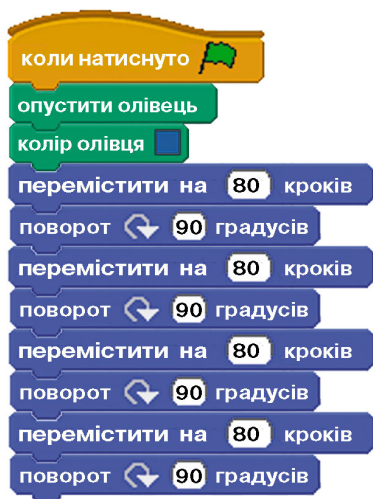 коли натиснуто
опустити олівець
колір олівця
перемістити на 80 кроків
поворот 90 градусів
перемістити на 80 кроків
поворот 90 градусів
перемістити на 80 кроків
поворот 90 градусів
перемістити на 80 кроків
поворот 90 градусів